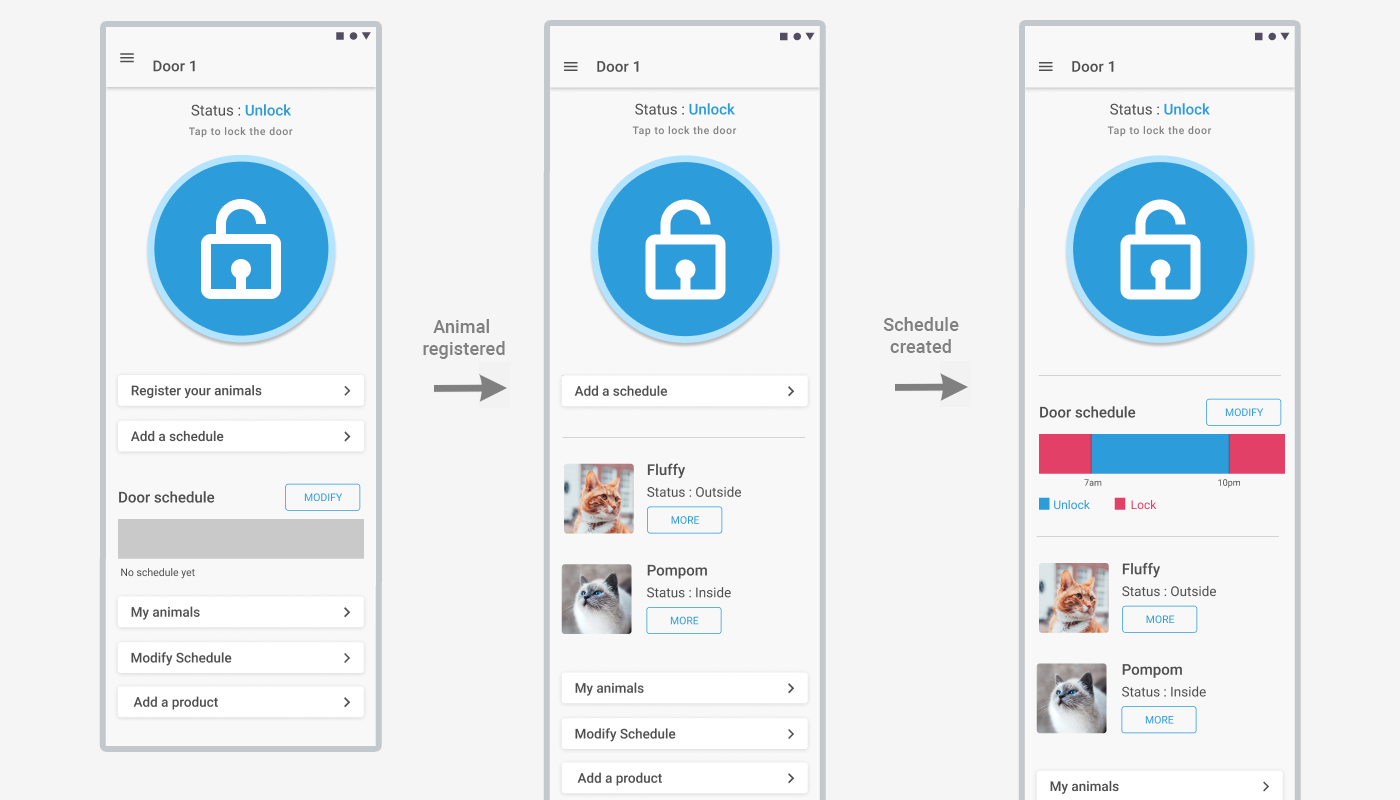 Door 1
Status : Unlock
Tap to lock the door
Register your animals
Add a schedule
Door schedule
MODIFY
No schedule yet
My animals
Modify Schedule
Add a product
Animal
registered
Door 1
Status : Unlock
Tap to lock the door
Add a schedule
Fluffy
Status : Outside
MORE
Pompom
Status : Inside
MORE
My animals
Modify Schedule
Add a product
Schedule
created
Door 1
Status : Unlock
Tap to lock the door
Door schedule
MODIFY
7am
10pm
Unlock
Lock
Fluffy
Status : Outside
MORE
Pompom
Status : Inside
MORE
My animals